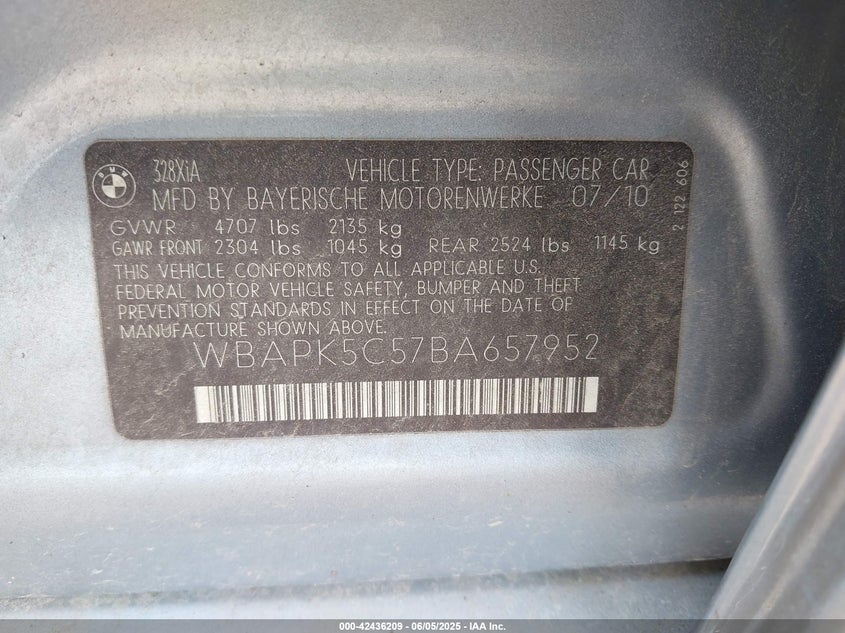 BMW
328XiA VEHICLE TYPE: PASSENGER CAR
MFD BY BAYERISCHE MOTORENWERKE 07/10
GVWR 4707 lbs 2135 kg
GAWR FRONT 2304 lbs 1045 kg REAR 2524 lbs 1145 kg
THIS VEHICLE CONFORMS TO ALL APPLICABLE U.S.
FEDERAL MOTOR VEHICLE SAFETY, BUMPER AND THEFT
PREVENTION STANDARDS IN EFFECT ON THE DATE OF
MANUFACTURE SHOWN ABOVE.
WBAPK5C57BA657952
2 122 606
000-42436209 - 06/05/2025 - IAA Inc.